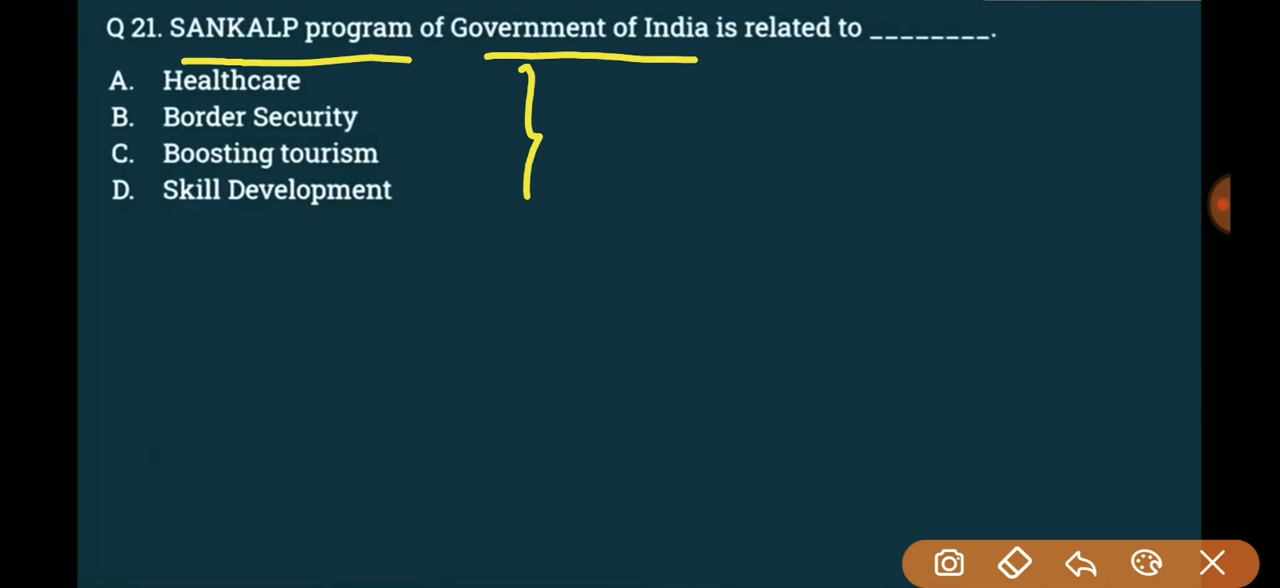 Q 21. SANKALP program of Government of India is related to ________.
A. Healthcare
B. Border Security
C. Boosting tourism
D. Skill Development